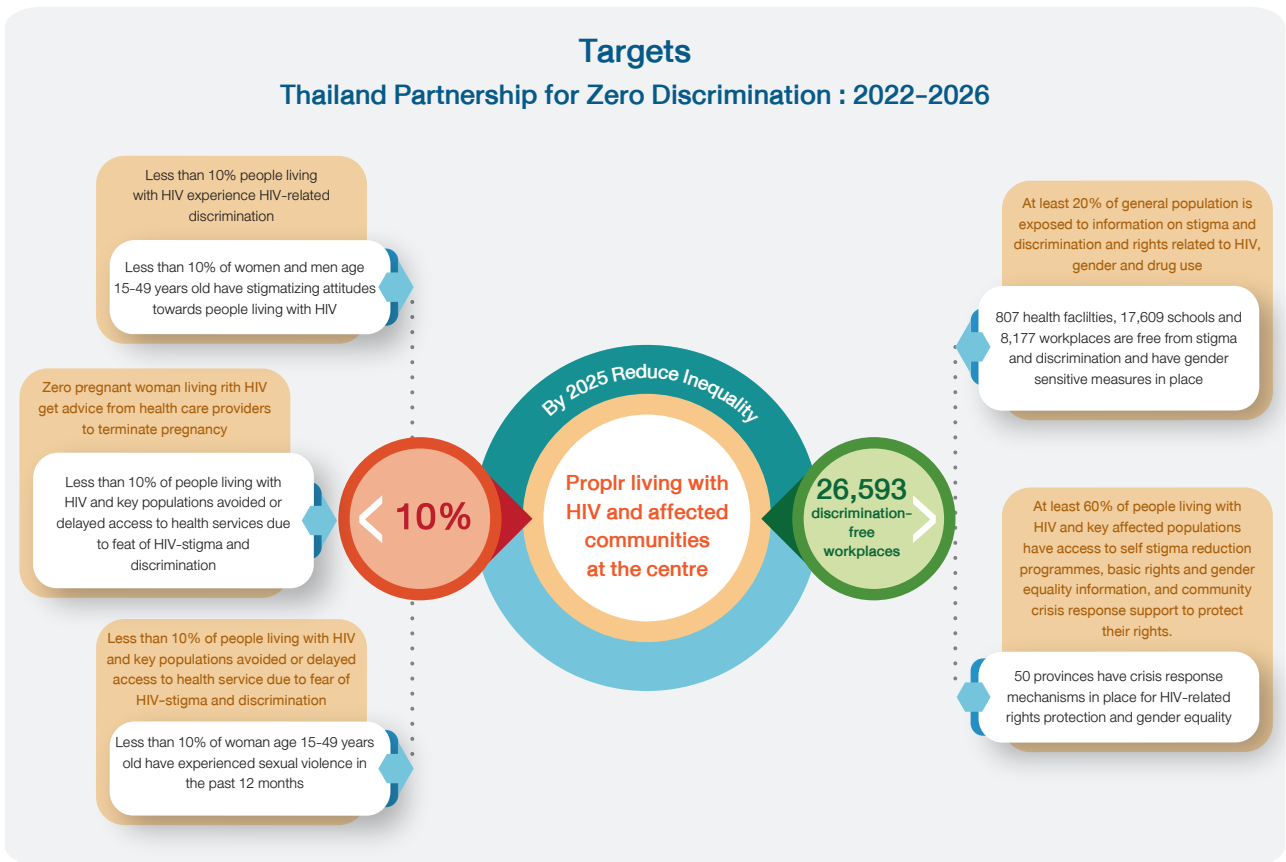 Targets
Thailand Partnership for Zero Discrimination : 2022-2026
Less than 10% people living
with HIV experience HIV-related
discrimination
Less than 10% of women and men age
15-49 years old have stigmatizing attitudes
towards people living with HIV
Zero pregnant woman living rith HIV
get advice from health care providers
to terminate pregnancy
Less than 10% of people living with
HIV and key populations avoided or
delayed access to health services due
to feat of HIV-stigma and
discrimination
Less than 10% of people living with HIV
and key populations avoided or delayed
access to health service due to fear of
HIV-stigma and discrimination
Less than 10% of woman age 15-49 years
old have experienced sexual violence in
the past 12 months
< 10%
By 2025 Reduce Inequality
Proplr living with
HIV and affected
communities
at the centre
26,593
discrimination-
free
workplaces
>
At least 20% of general population is
exposed to information on stigma and
discrimination and rights related to HIV,
gender and drug use
807 health facililties, 17,609 schools and
8,177 workplaces are free from stigma
and discrimination and have gender
sensitive measures in place
At least 60% of people living with
HIV and key affected populations
have access to self stigma reduction
programmes, basic rights and gender
equality information, and community
crisis response support to protect
their rights.
50 provinces have crisis response
mechanisms in place for HIV-related
rights protection and gender equality